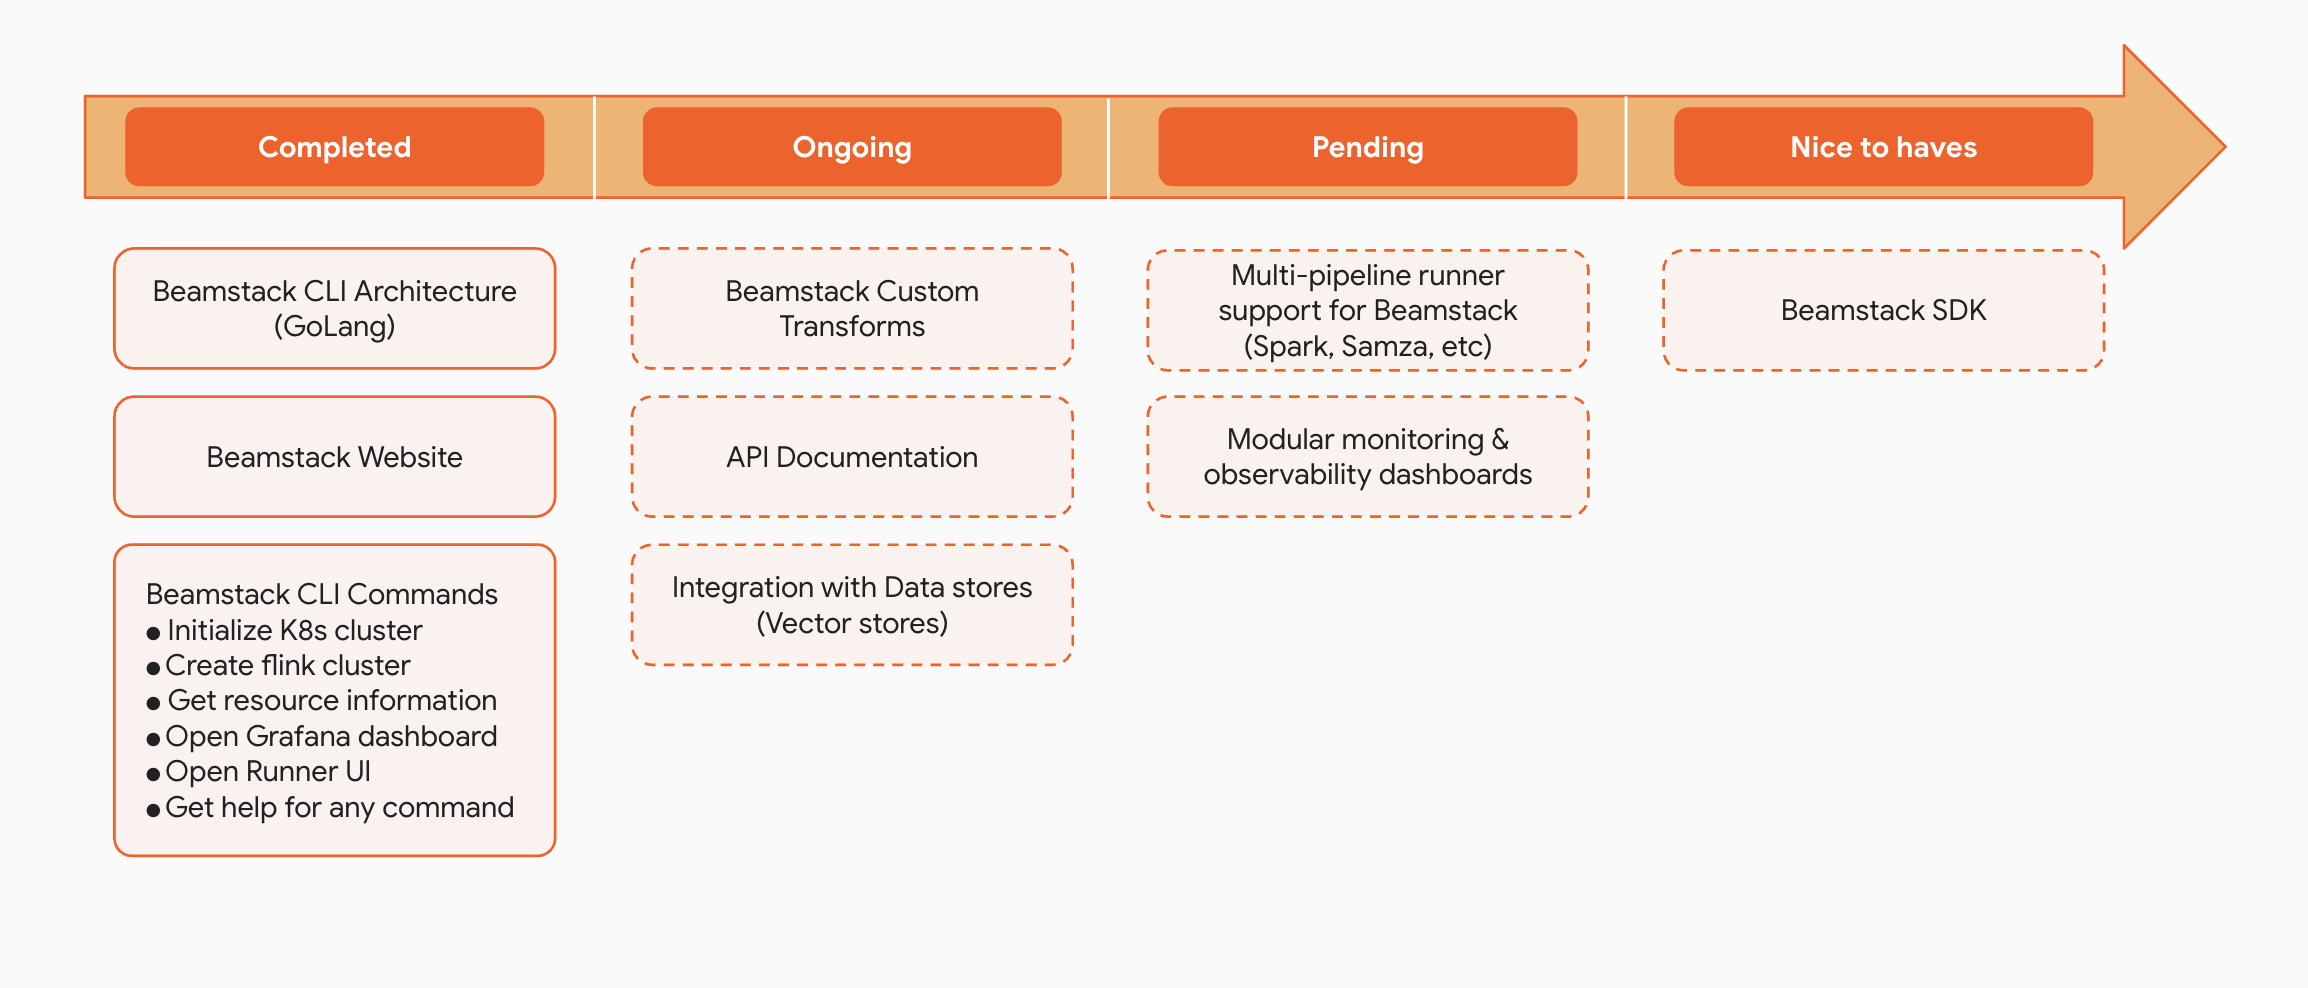 Completed
Ongoing
Pending
Nice to haves
Beamstack CLI Architecture
(GoLang)
Beamstack Website
Beamstack CLI Commands
● Initialize K8s cluster
● Create flink cluster
● Get resource information
● Open Grafana dashboard
● Open Runner UI
● Get help for any command
Beamstack Custom
Transforms
API Documentation
Integration with Data stores
(Vector stores)
Multi-pipeline runner
support for Beamstack
(Spark, Samza, etc)
Modular monitoring &
observability dashboards
Beamstack SDK